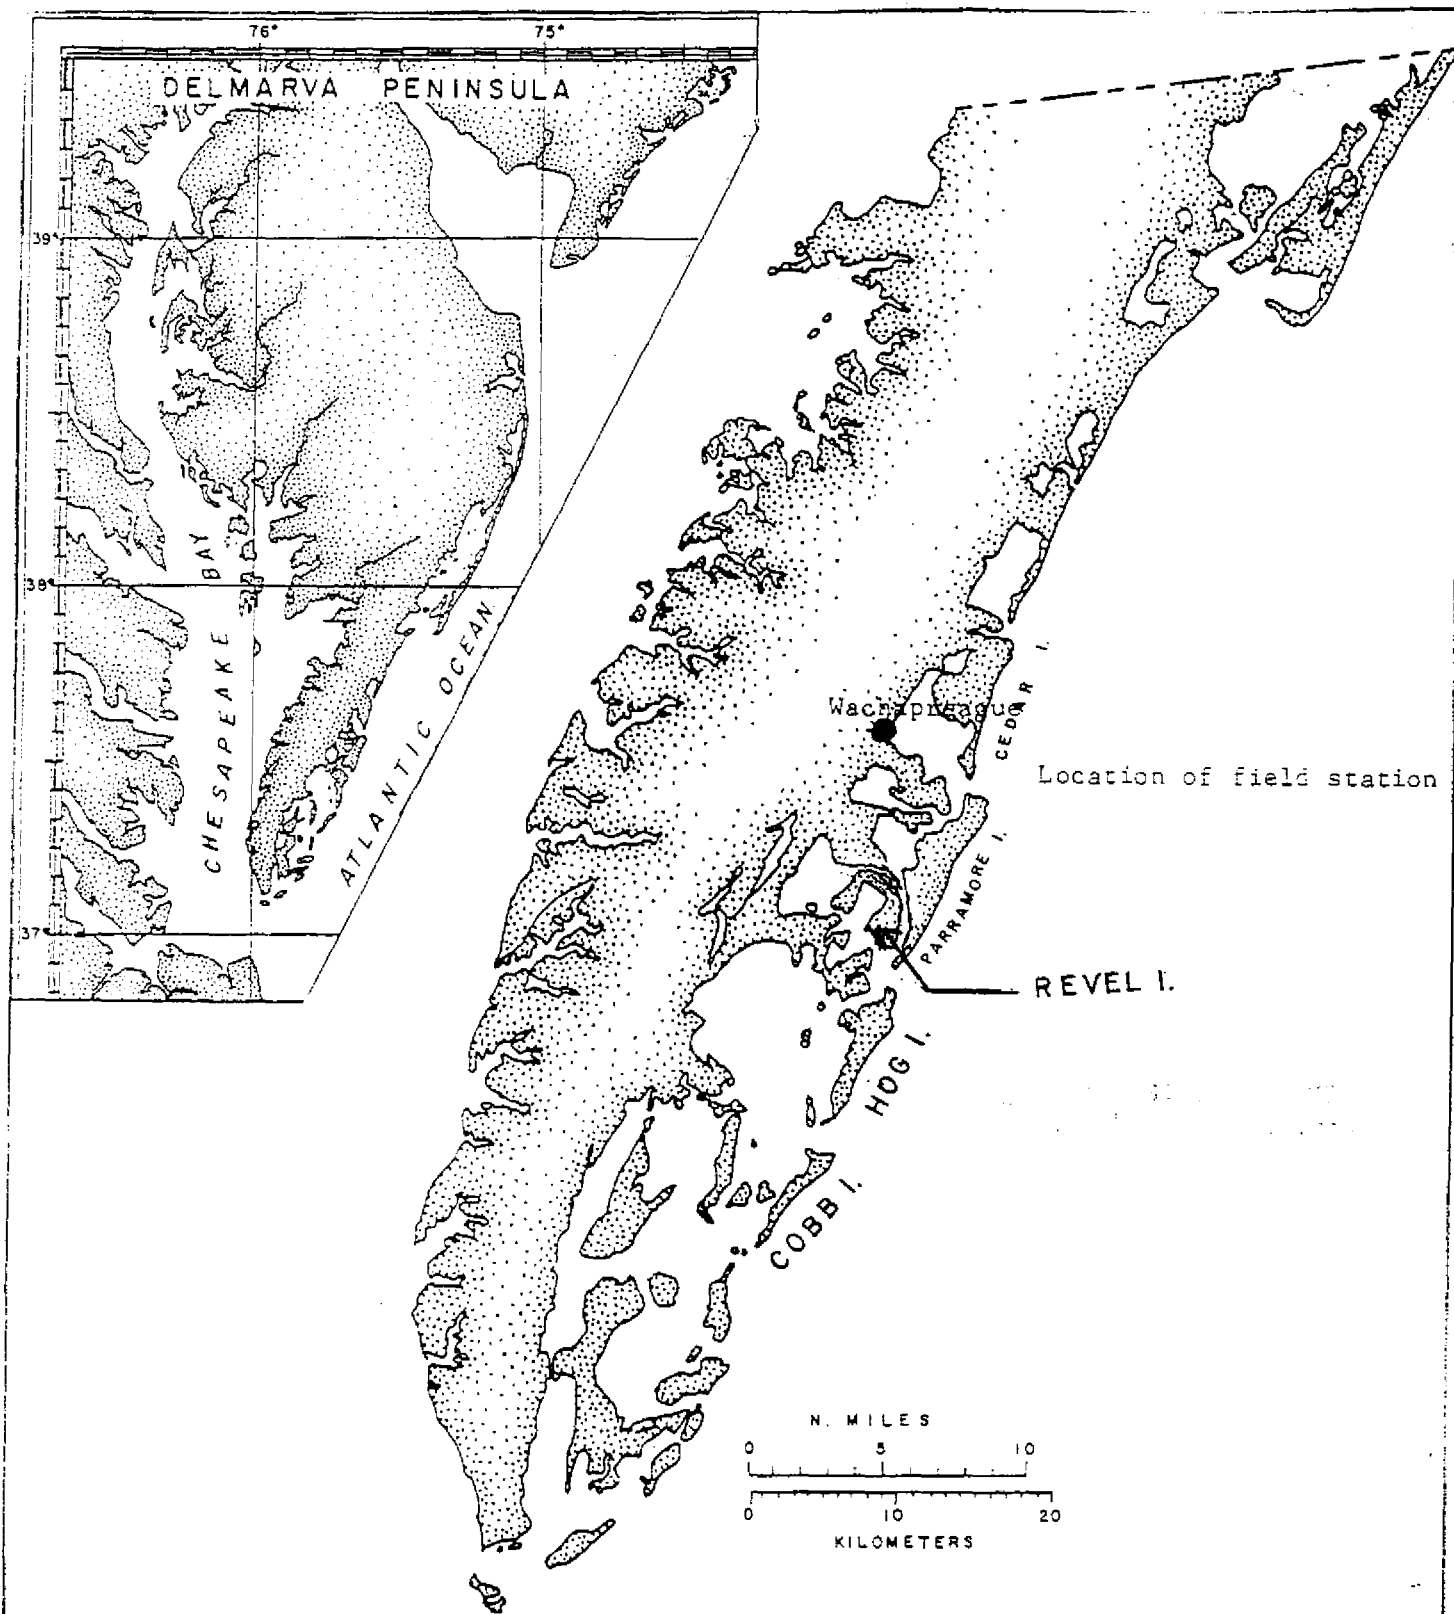 76° 75°
DELMARVA PENINSULA
39°
38°
37°
CHESAPEAKE BAY
ATLANTIC OCEAN
Wachapreague
CEDAR I.
Location of field station
PARRAMORE I.
REVEL I.
HOG I.
COBB I.
N. MILES
0 5 10
0 10 20
KILOMETERS